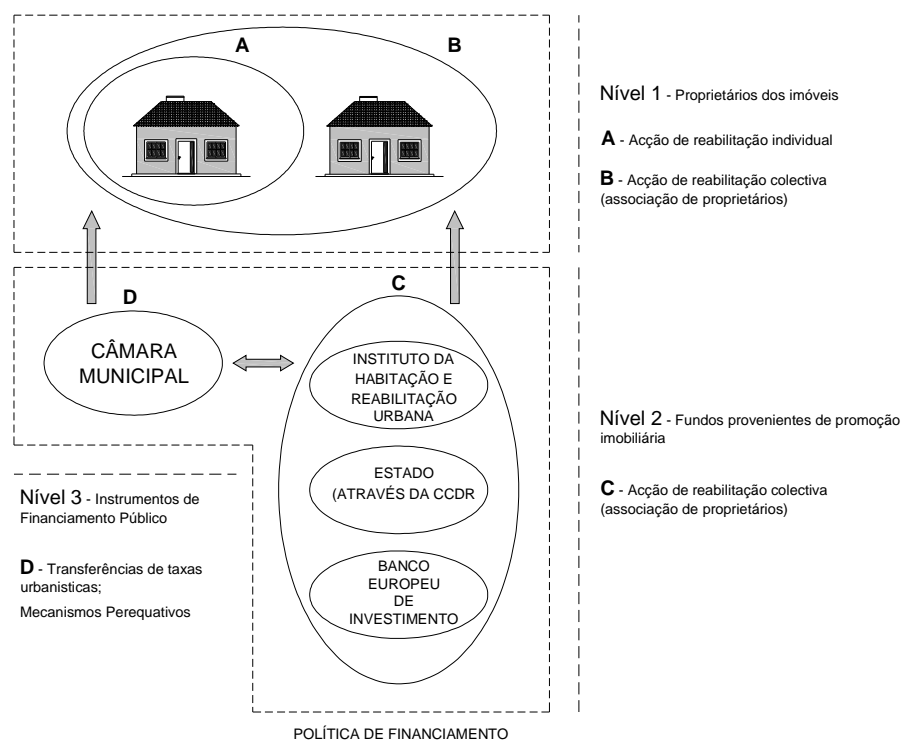 A
B
Nível 1 - Proprietários dos imóveis
A - Acção de reabilitação individual
B - Acção de reabilitação colectiva
(associação de proprietários)
D
C
CÂMARA
MUNICIPAL
INSTITUTO DA
HABITAÇÃO E
REABILITAÇÃO
URBANA
ESTADO
(ATRAVÉS DA CCDR
BANCO
EUROPEU
DE
INVESTIMENTO
Nível 2 - Fundos provenientes de promoção
imobiliária
C - Acção de reabilitação colectiva
(associação de proprietários)
Nível 3 - Instrumentos de
Financiamento Público
D - Transferências de taxas
urbanisticas;
Mecanismos Perequativos
POLÍTICA DE FINANCIAMENTO